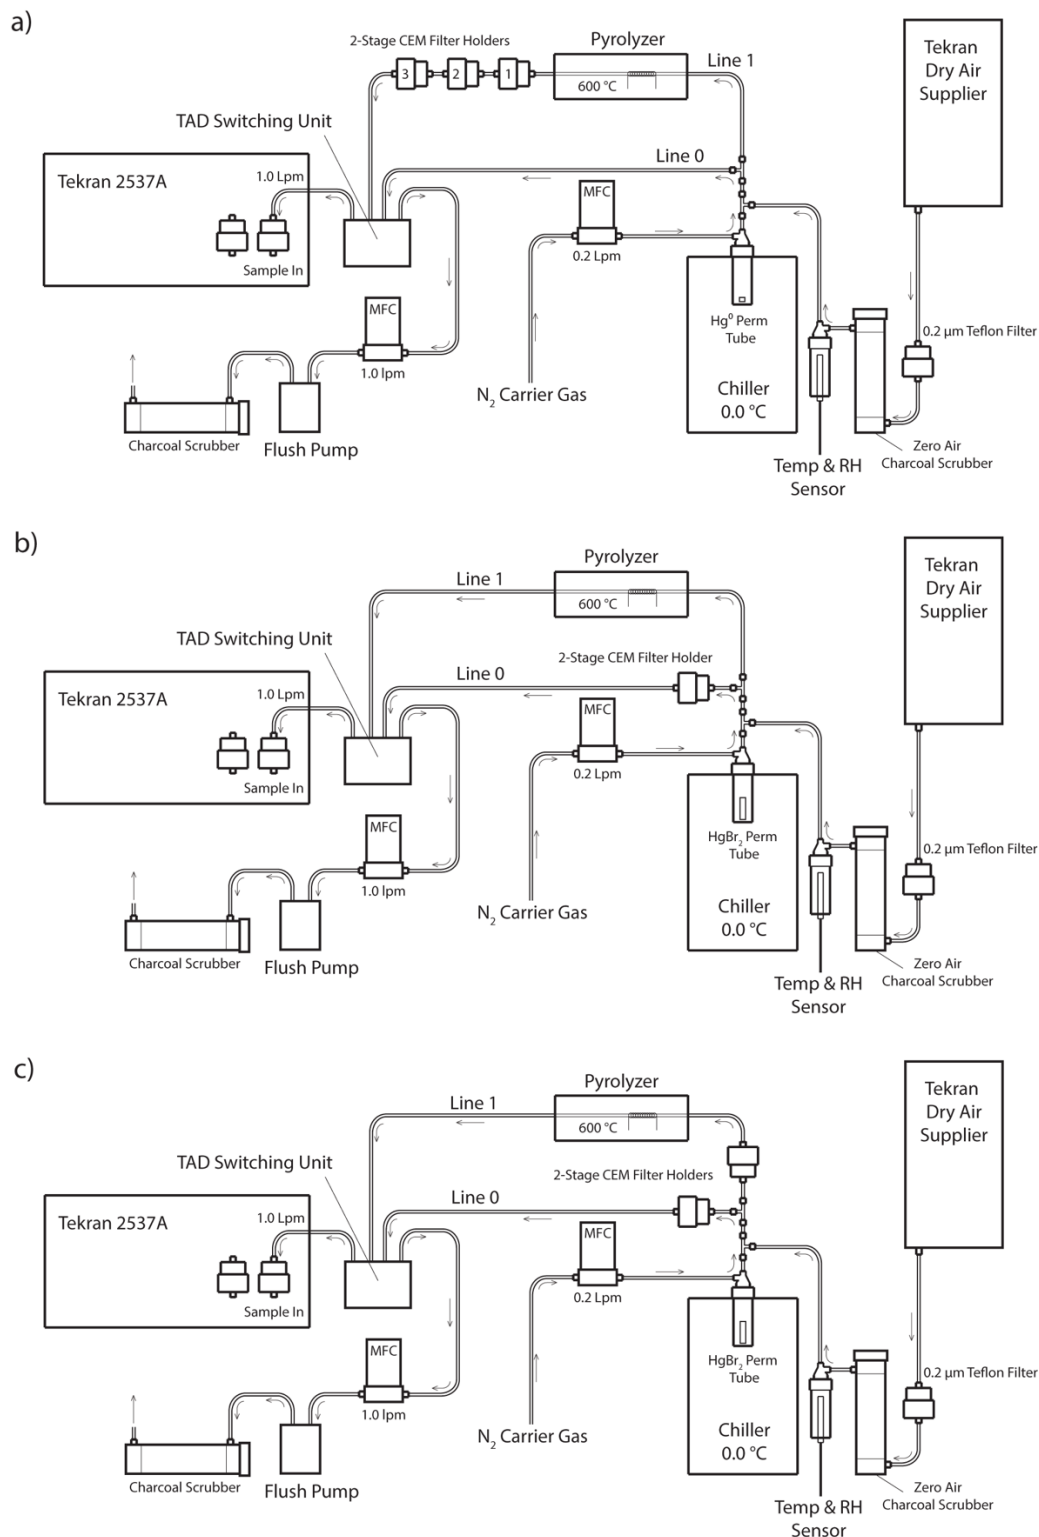 a)
2-Stage CEM Filter Holders
Pyrolyzer
Line 1
Tekran
Dry Air
Supplier
3
2
1
600 °C
TAD Switching Unit
Tekran 2537A
1.0 Lpm
Line 0
MFC
Sample In
0.2 Lpm
MFC
Hg⁰ Perm
Tube
0.2 µm Teflon Filter
1.0 lpm
N₂ Carrier Gas
Chiller
0.0 °C
Charcoal Scrubber
Flush Pump
Zero Air
Charcoal Scrubber
Temp & RH
Sensor
b)
Pyrolyzer
Tekran
Dry Air
Supplier
Line 1
600 °C
TAD Switching Unit
2-Stage CEM Filter Holder
Tekran 2537A
1.0 Lpm
Line 0
MFC
Sample In
0.2 Lpm
MFC
HgBr₂ Perm
Tube
0.2 µm Teflon Filter
1.0 lpm
N₂ Carrier Gas
Chiller
0.0 °C
Charcoal Scrubber
Flush Pump
Zero Air
Charcoal Scrubber
Temp & RH
Sensor
c)
Pyrolyzer
Tekran
Dry Air
Supplier
Line 1
600 °C
TAD Switching Unit
2-Stage CEM Filter Holders
Tekran 2537A
1.0 Lpm
Line 0
MFC
Sample In
0.2 Lpm
MFC
HgBr₂ Perm
Tube
0.2 µm Teflon Filter
1.0 lpm
N₂ Carrier Gas
Chiller
0.0 °C
Charcoal Scrubber
Flush Pump
Zero Air
Charcoal Scrubber
Temp & RH
Sensor